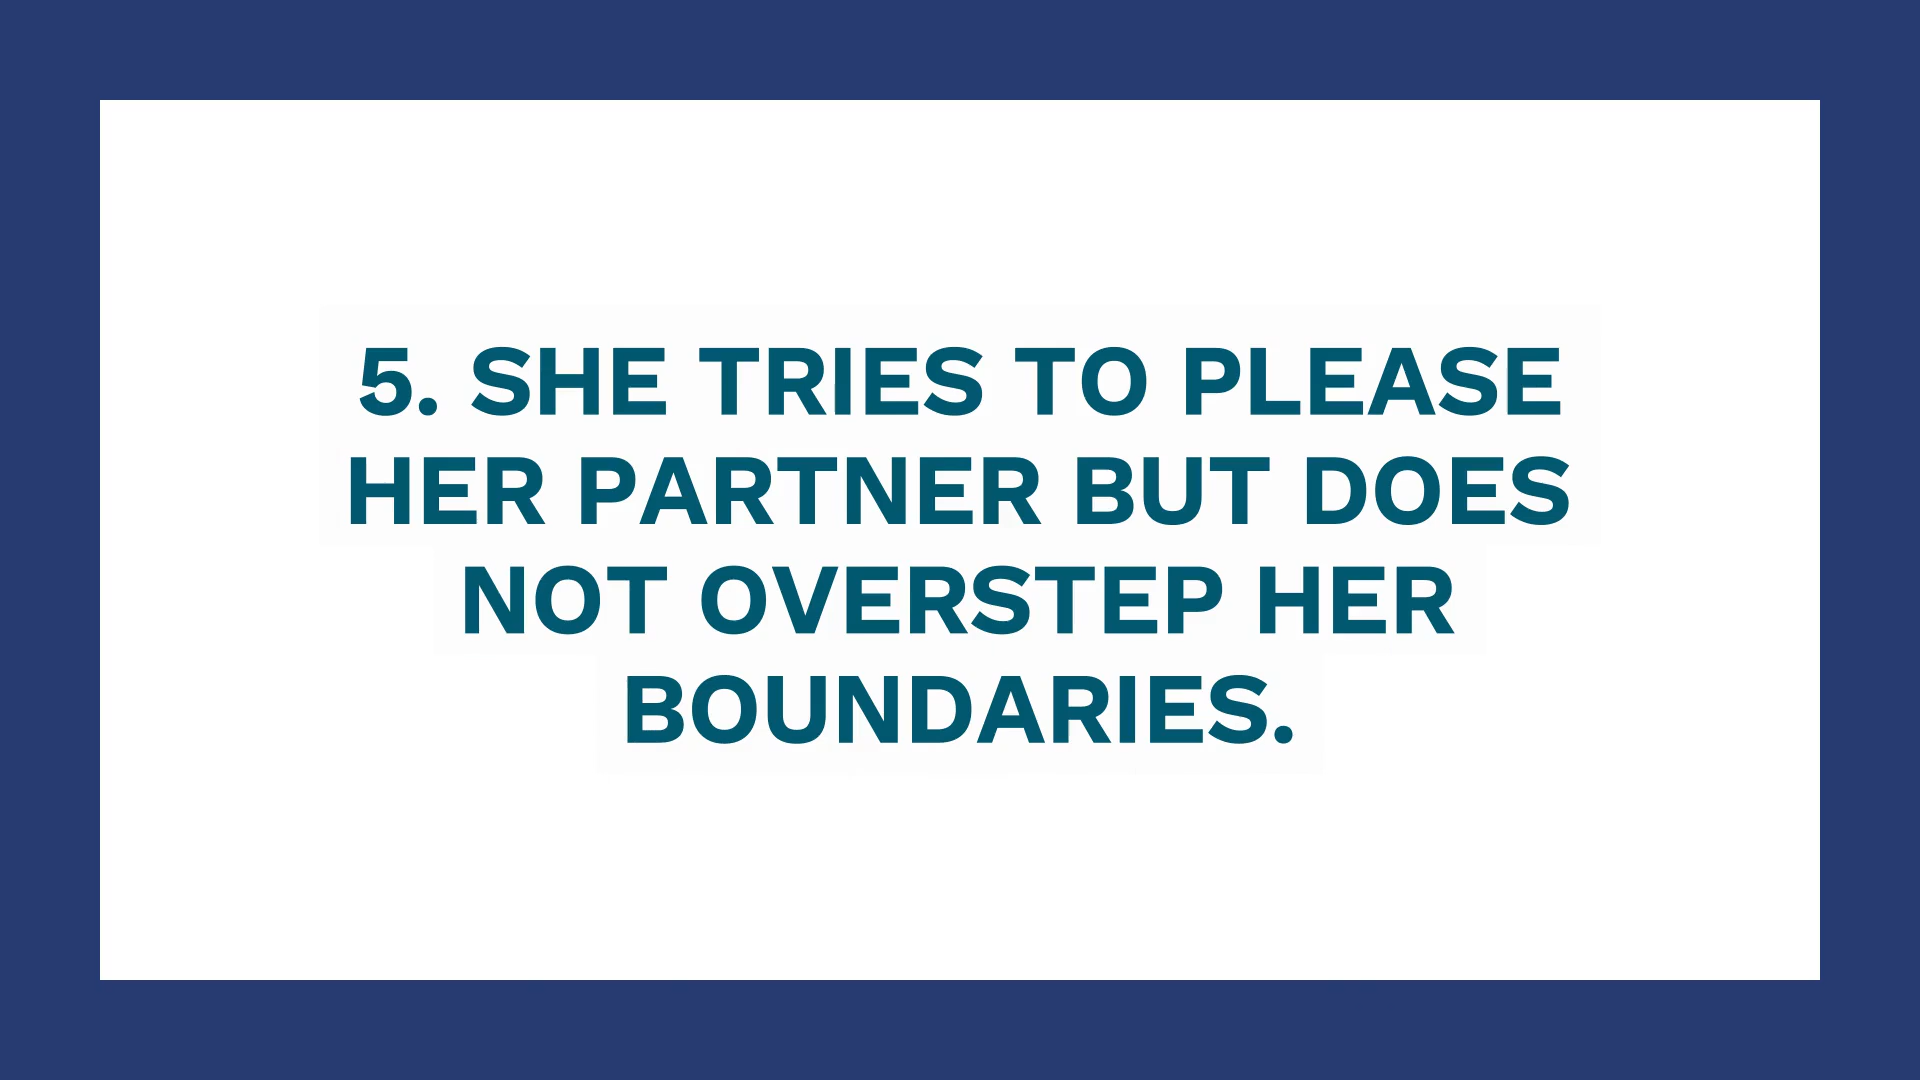 5. SHE TRIES TO PLEASE
HER PARTNER BUT DOES
NOT OVERSTEP HER
BOUNDARIES.